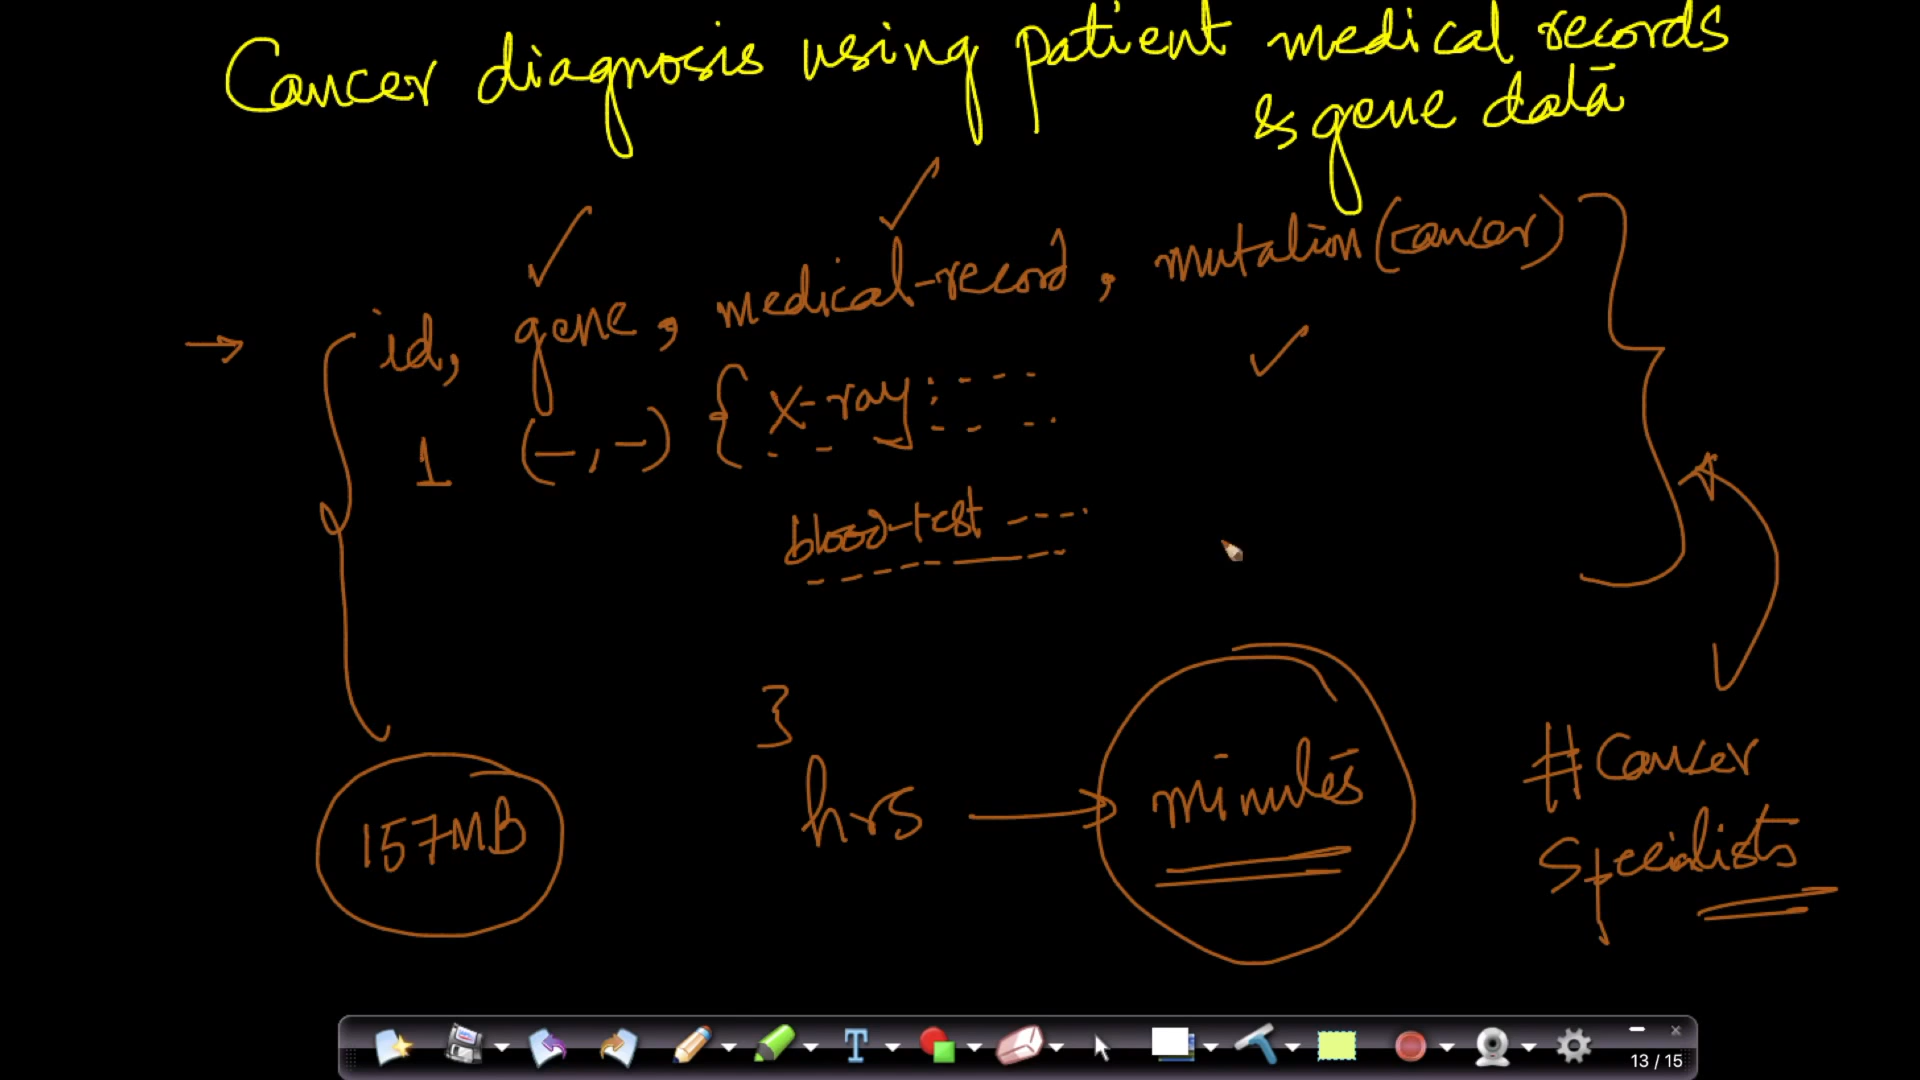 Cancer diagnosis using patient medical records
& gene data
id, gene, medical-record, mutation (cancer)
1 (-,-) { X-ray: ----
blood-test ----
}
hrs → minutes
157MB
# Cancer
Specialists
T
13 / 15